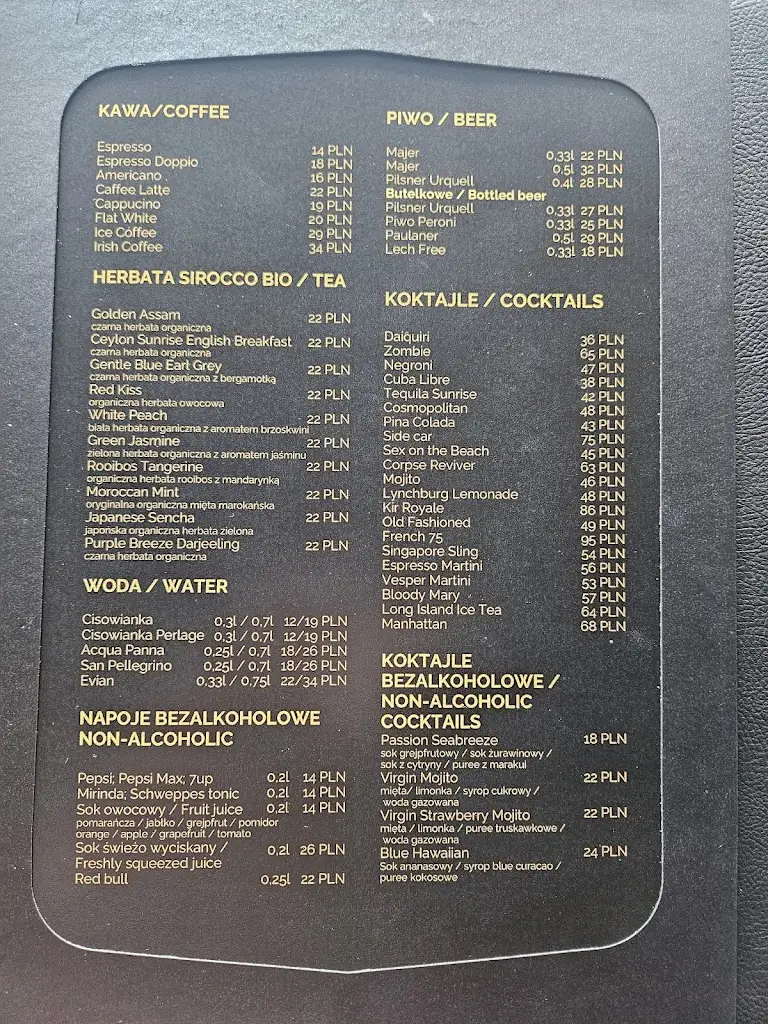 KAWA/COFFEE
Espresso 14 PLN
Espresso Doppio 18 PLN
Americano 16 PLN
Caffee Latte 22 PLN
Cappucino 19 PLN
Flat White 20 PLN
Ice Coffee 29 PLN
Irish Coffee 34 PLN
HERBATA SIROCCO BIO / TEA
Golden Assam 22 PLN
czarna herbata organiczna
Ceylon Sunrise English Breakfast 22 PLN
czarna herbata organiczna
Gentle Blue Earl Grey 22 PLN
czarna herbata organiczna z bergamotką
Red Kiss 22 PLN
organiczna herbata owocowa
White Peach 22 PLN
biała herbata organiczna z aromatem brzoskwini
Green Jasmine 22 PLN
zielona herbata organiczna z aromatem jaśminu
Rooibos Tangerine 22 PLN
organiczna herbata rooibos z mandarynką
Moroccan Mint 22 PLN
oryginalna organiczna mięta marokańska
Japanese Sencha 22 PLN
japońska organiczna herbata zielona
Purple Breeze Darjeeling 22 PLN
czarna herbata organiczna
WODA / WATER
Cisowianka 0,3l / 0,7l 12/19 PLN
Cisowianka Perlage 0,3l / 0,7l 12/19 PLN
Acqua Panna 0,25l / 0,7l 18/26 PLN
San Pellegrino 0,25l / 0,7l 18/26 PLN
Evian 0,33l / 0,75l 22/34 PLN
NAPOJE BEZALKOHOLOWE
NON-ALCOHOLIC
Pepsi; Pepsi Max; 7up 0,2l 14 PLN
Mirinda; Schweppes tonic 0,2l 14 PLN
Sok owocowy / Fruit juice 0,2l 14 PLN
pomarańcza / jabłko / grejpfrut / pomidor
orange / apple / grapefruit / tomato
Sok świeżo wyciskany / 0,2l 26 PLN
Freshly squeezed juice
Red bull 0,25l 22 PLN
PIWO / BEER
Majer 0,33l 22 PLN
Majer 0,5l 32 PLN
Pilsner Urquell 0,4l 28 PLN
Butelkowe / Bottled beer
Pilsner Urquell 0,33l 27 PLN
Piwo Peroni 0,33l 25 PLN
Paulaner 0,5l 29 PLN
Lech Free 0,33l 18 PLN
KOKTAJLE / COCKTAILS
Daiquiri 36 PLN
Zombie 65 PLN
Negroni 47 PLN
Cuba Libre 38 PLN
Tequila Sunrise 42 PLN
Cosmopolitan 48 PLN
Pina Colada 43 PLN
Side car 75 PLN
Sex on the Beach 45 PLN
Corpse Reviver 63 PLN
Mojito 46 PLN
Lynchburg Lemonade 48 PLN
Kir Royale 86 PLN
Old Fashioned 49 PLN
French 75 95 PLN
Singapore Sling 54 PLN
Espresso Martini 56 PLN
Vesper Martini 53 PLN
Bloody Mary 57 PLN
Long Island Ice Tea 64 PLN
Manhattan 68 PLN
KOKTAJLE
BEZALKOHOLOWE /
NON-ALCOHOLIC
COCKTAILS
Passion Seabreeze 18 PLN
sok grejpfrutowy / sok żurawinowy /
sok z cytryny / puree z marakui
Virgin Mojito 22 PLN
mięta/ limonka / syrop cukrowy /
woda gazowana
Virgin Strawberry Mojito 22 PLN
mięta / limonka / puree truskawkowe /
woda gazowana
Blue Hawaiian 24 PLN
Sok ananasowy / syrop blue curacao /
puree kokosowe